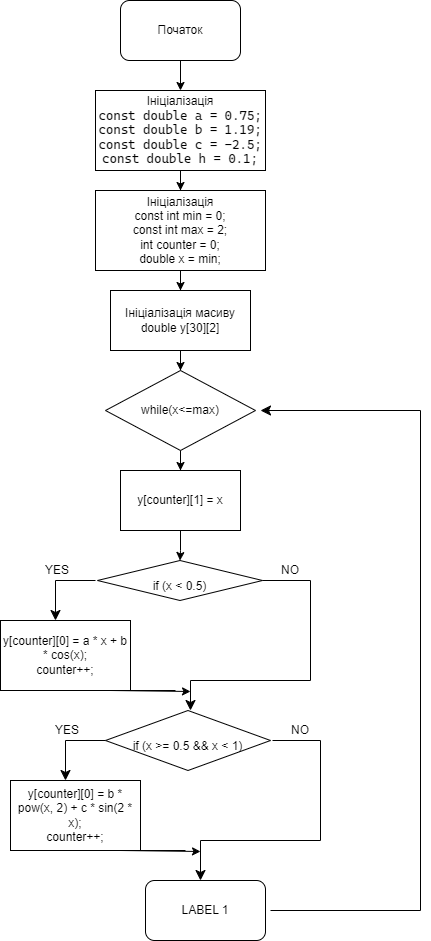 Початок
Ініціалізація
const double a = 0.75;
const double b = 1.19;
const double c = −2.5;
const double h = 0.1;
Ініціалізація
const int min = 0;
const int max = 2;
int counter = 0;
double x = min;
Ініціалізація масиву
double y[30][2]
while(x<=max)
y[counter][1] = x
YES
NO
if (x < 0.5)
y[counter][0] = a * x + b
* cos(x);
counter++;
YES
NO
if (x >= 0.5 && x < 1)
y[counter][0] = b *
pow(x, 2) + c * sin(2 *
x);
counter++;
LABEL 1